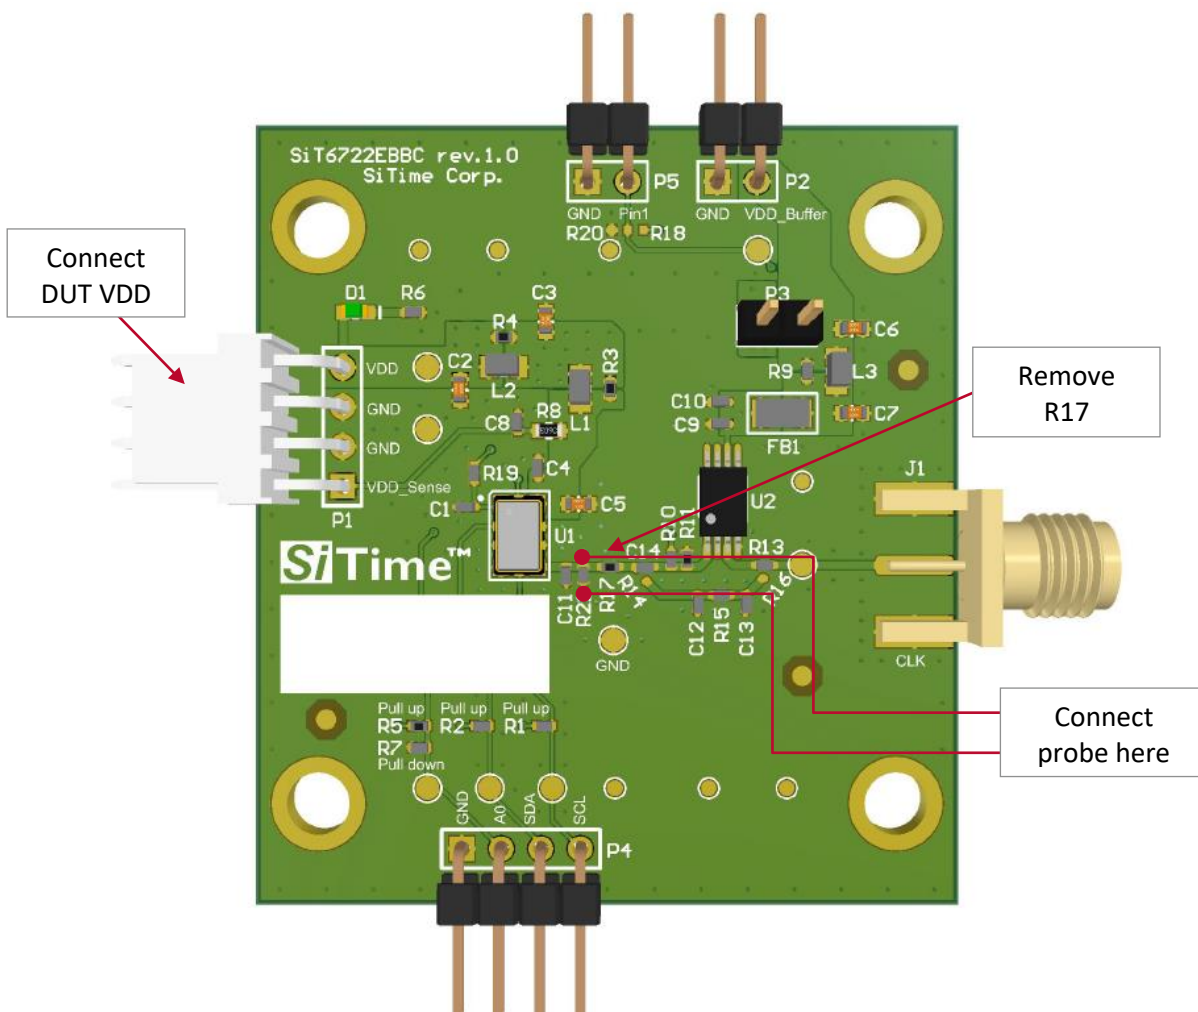 SiT6722EBBC rev.1.0
SiTime Corp.
P5
P2
GND
Pin1
GND
VDD_Buffer
R20
R18
Connect
DUT VDD
D1
R6
C3
P3
R4
C6
VDD
C2
L2
R3
R9
L3
Remove
R17
GND
L1
C10
C8
R8
C9
C7
FB1
GND
R19
C4
J1
VDD_Sense
U2
P1
C1
C5
U1
R10
R11
SiTime™
C14
R13
C11
R17
R14
R16
C12
R15
C13
GND
CLK
Pull up
Pull up
Pull up
R5
R2
R1
Connect
probe here
R7
Pull down
GND
A0
SDA
SCL
P4